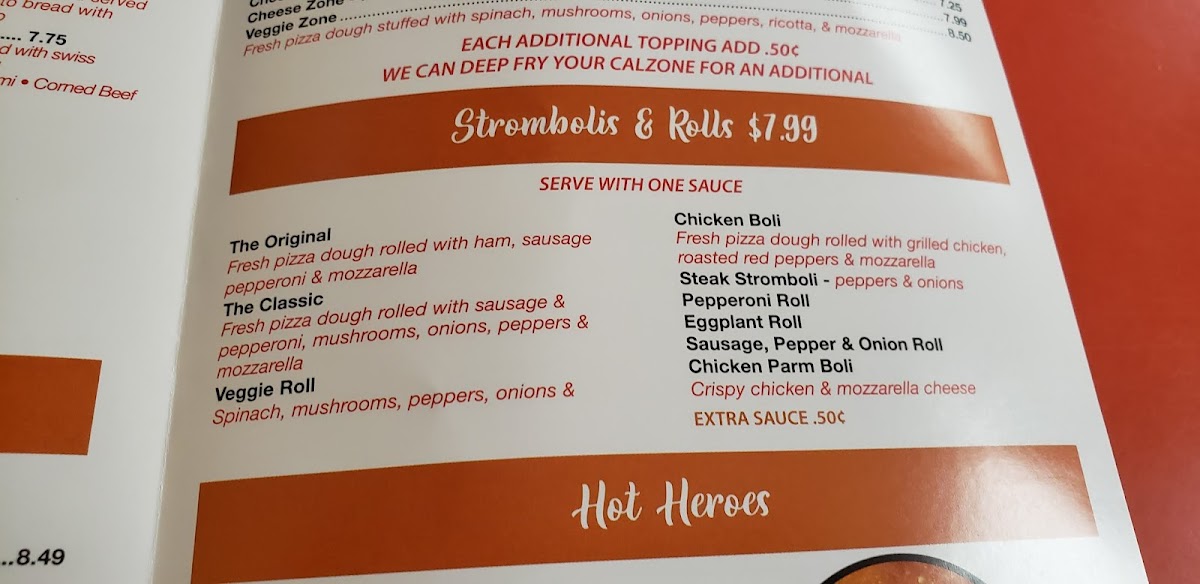 served
to bread with
.... 7.75
d with swiss
mi • Corned Beef
...8.49
7.25
Cheese Zone
7.99
Veggie Zone
8.50
Fresh pizza dough stuffed with spinach, mushrooms, onions, peppers, ricotta, & mozzarella
EACH ADDITIONAL TOPPING ADD .50¢
WE CAN DEEP FRY YOUR CALZONE FOR AN ADDITIONAL
Strombolis & Rolls $7.99
SERVE WITH ONE SAUCE
The Original
Fresh pizza dough rolled with ham, sausage
pepperoni & mozzarella
The Classic
Fresh pizza dough rolled with sausage &
pepperoni, mushrooms, onions, peppers &
mozzarella
Veggie Roll
Spinach, mushrooms, peppers, onions &
Chicken Boli
Fresh pizza dough rolled with grilled chicken,
roasted red peppers & mozzarella
Steak Stromboli - peppers & onions
Pepperoni Roll
Eggplant Roll
Sausage, Pepper & Onion Roll
Chicken Parm Boli
Crispy chicken & mozzarella cheese
EXTRA SAUCE .50¢
Hot Heroes